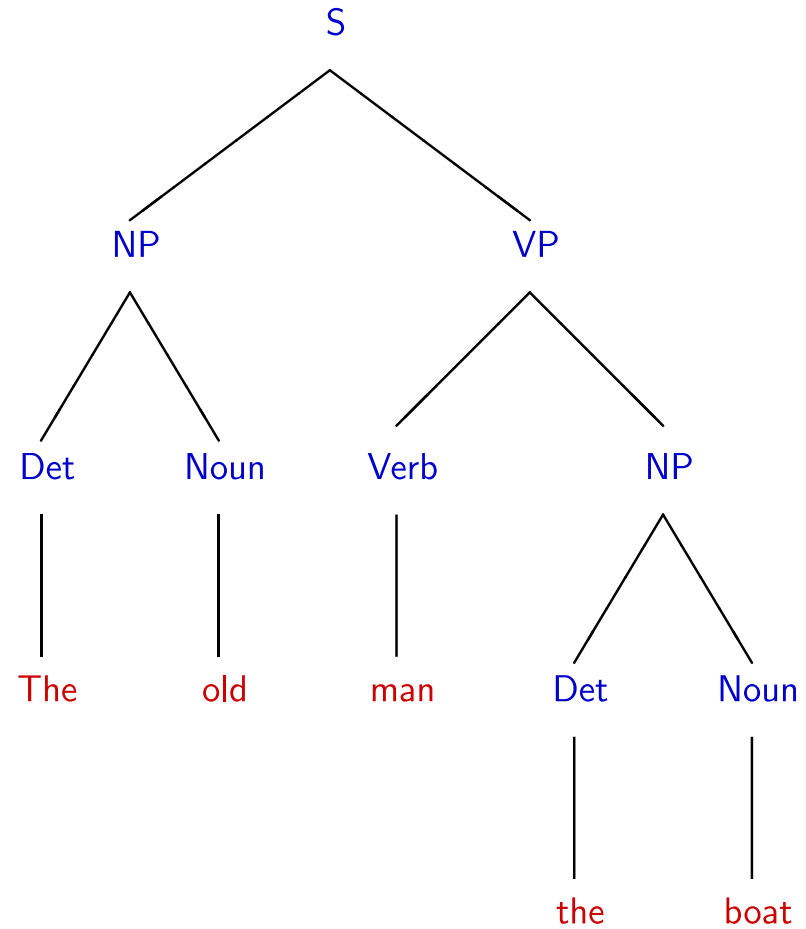 S
NP VP
Det Noun Verb NP
The old man Det Noun
the boat